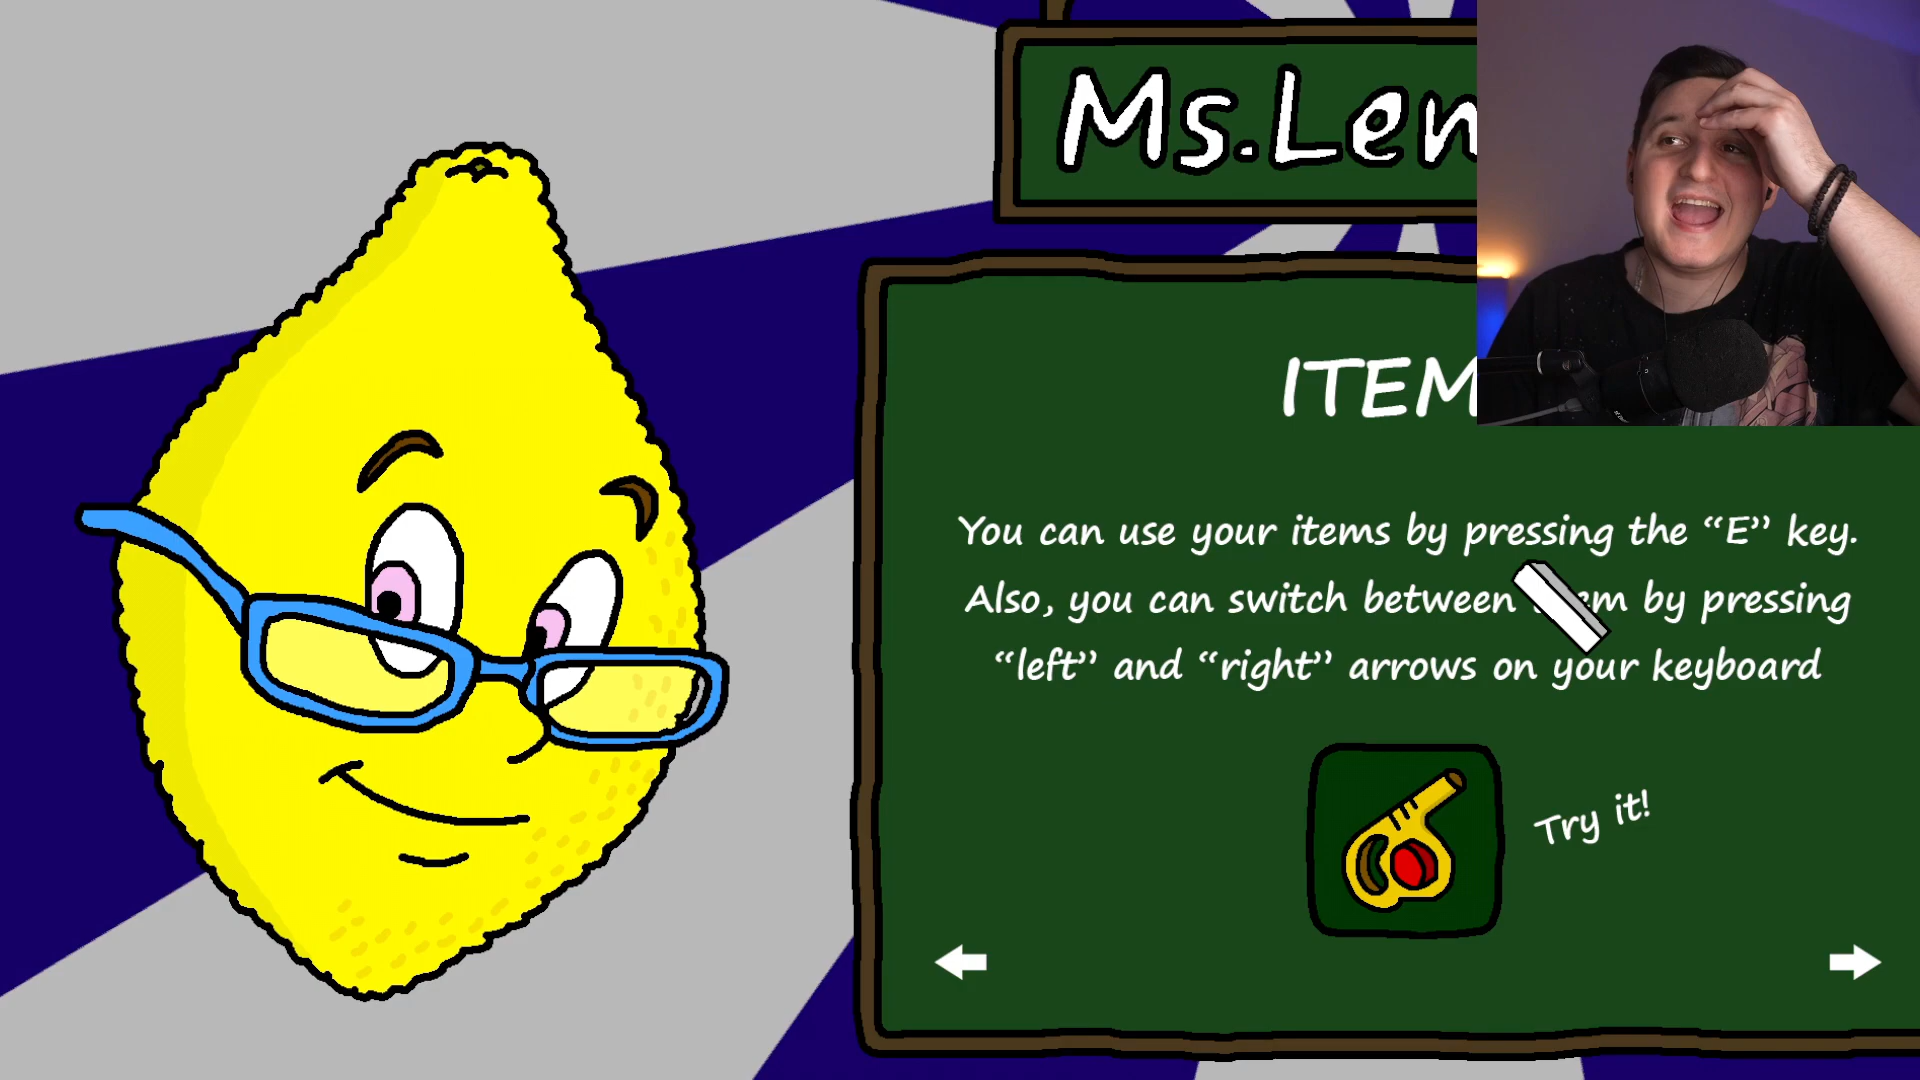 Ms.Lem
ITEM
You can use your items by pressing the “E” key.
Also, you can switch between by pressing
“left” and “right” arrows on your keyboard
Try it!